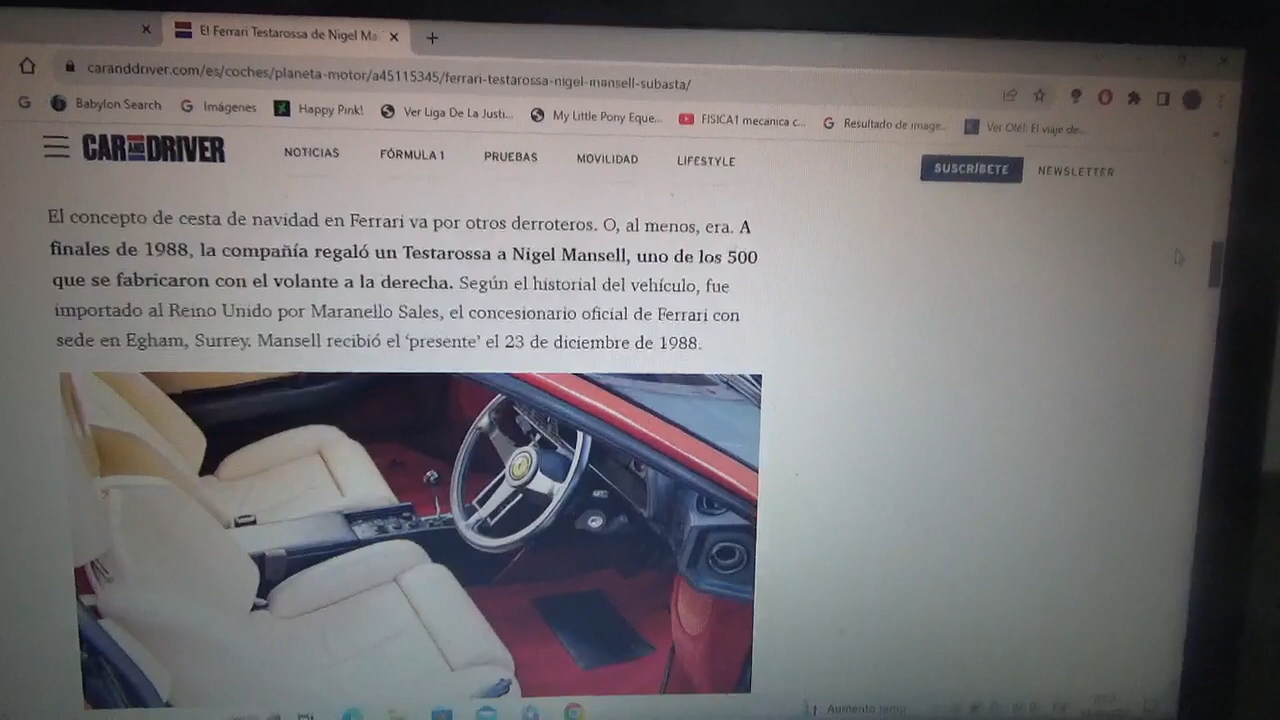 El Ferrari Testarossa de Nigel Ma
caranddriver.com/es/coches/planeta-motor/a45115345/ferrari-testarossa-nigel-mansell-subasta/
Babylon Search Imágenes Happy Pink! Ver Liga De La Justi... My Little Pony Eque... FISICA1 mecanica c... Resultado de image... Ver Olé! El viaje de...
CAR AND DRIVER NOTICIAS FÓRMULA 1 PRUEBAS MOVILIDAD LIFESTYLE SUSCRÍBETE NEWSLETTER
El concepto de cesta de navidad en Ferrari va por otros derroteros. O, al menos, era. A
finales de 1988, la compañía regaló un Testarossa a Nigel Mansell, uno de los 500
que se fabricaron con el volante a la derecha. Según el historial del vehículo, fue
importado al Reino Unido por Maranello Sales, el concesionario oficial de Ferrari con
sede en Egham, Surrey. Mansell recibió el ‘presente’ el 23 de diciembre de 1988.
Aumento